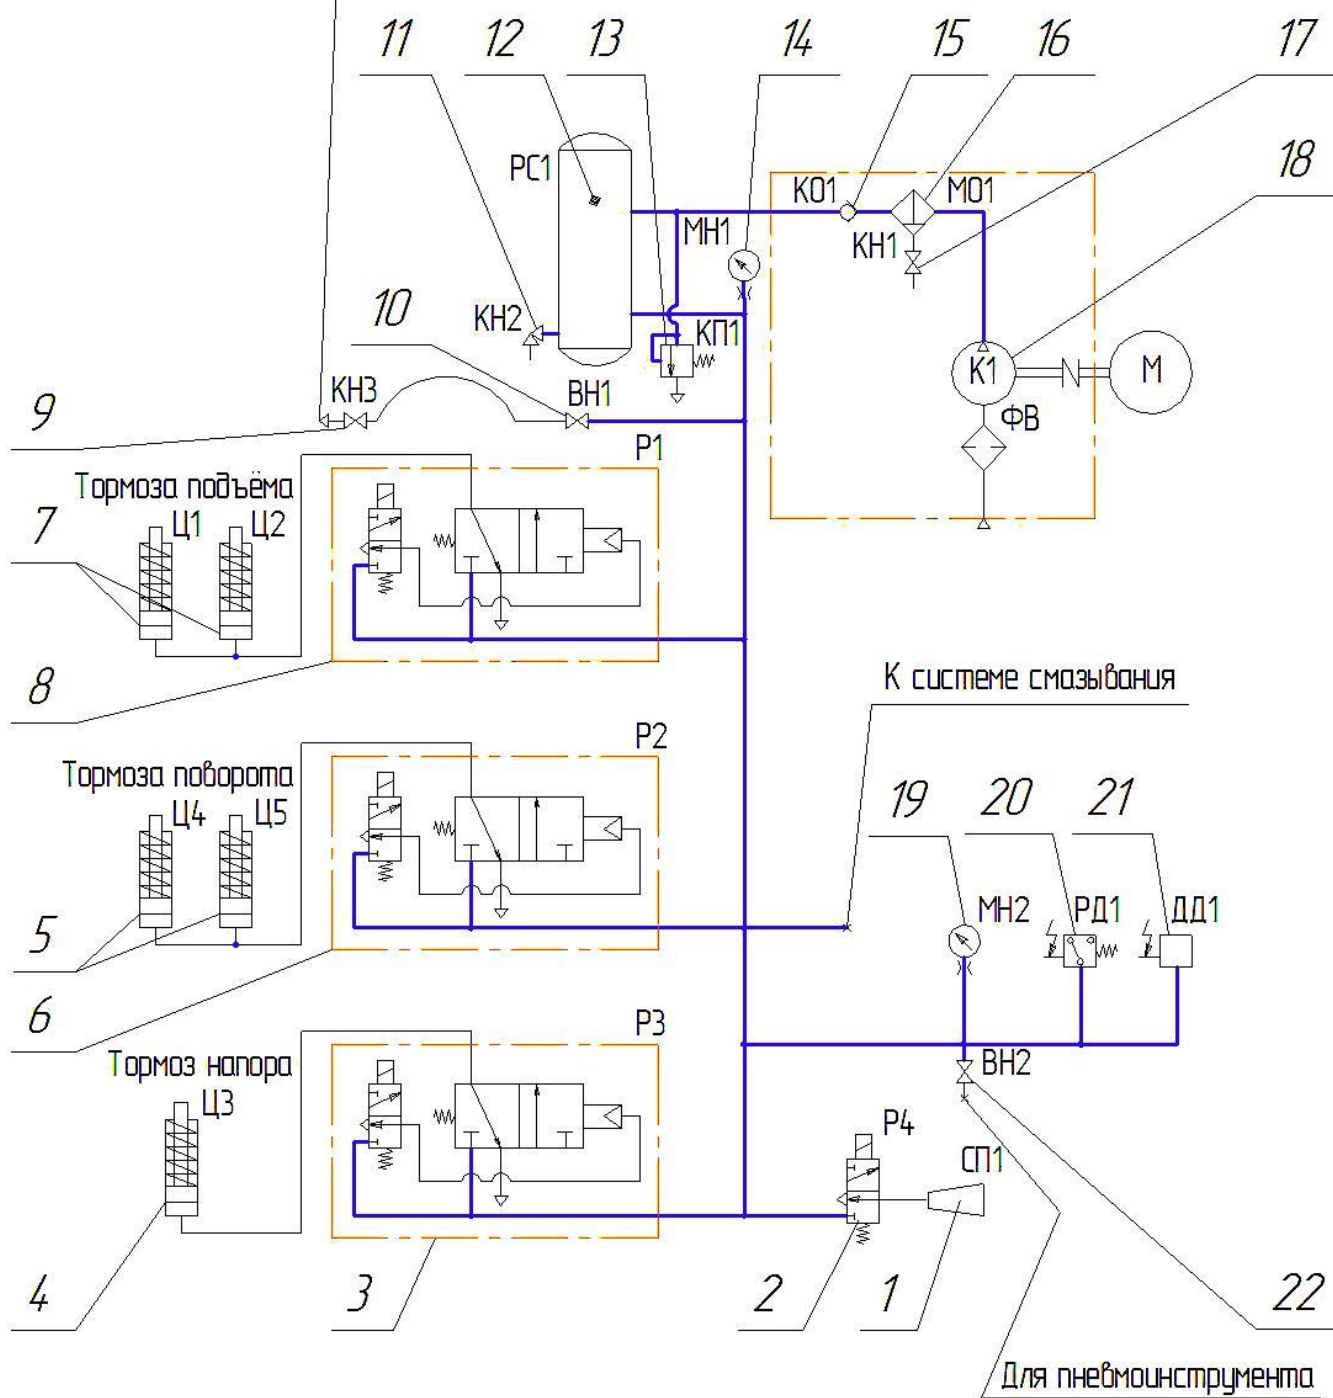 11 12 13 14 15 16 17
РС1 КО1 МО1 18
МН1 КН1
10 КН2 КП1 К1 М
9 КН3 ВН1 ФВ
Р1
Тормоза подъёма
7 Ц1 Ц2
8
К системе смазывания
Р2
Тормоза поворота
Ц4 Ц5 19 20 21
5 МН2 РД1 ДД1
6
Р3
Тормоз напора ВН2
Ц3 Р4
СП1
4 3 2 1 22
Для пневмоинструмента